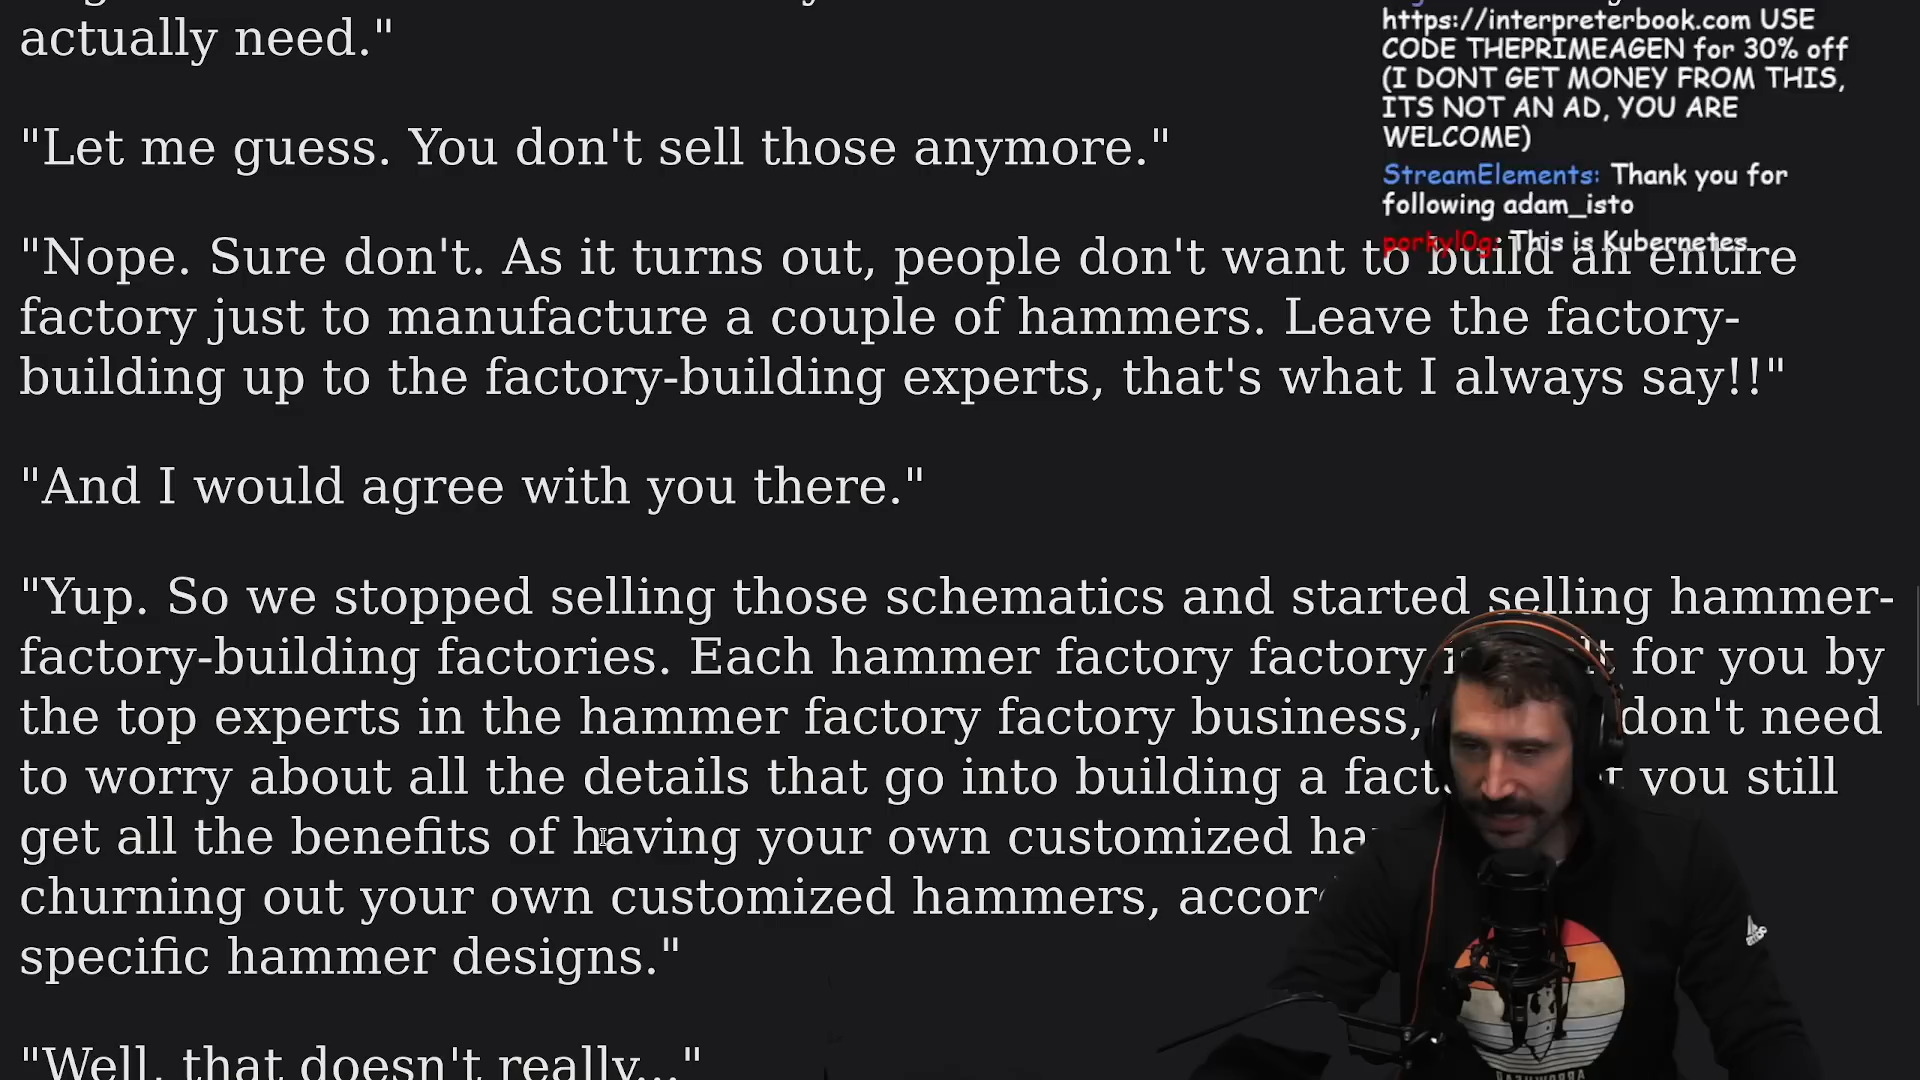 actually need."
"Let me guess. You don't sell those anymore."
"Nope. Sure don't. As it turns out, people don't want to build an entire
factory just to manufacture a couple of hammers. Leave the factory-
building up to the factory-building experts, that's what I always say!!"
"And I would agree with you there."
"Yup. So we stopped selling those schematics and started selling hammer-
factory-building factories. Each hammer factory factory for you by
the top experts in the hammer factory factory business, don't need
to worry about all the details that go into building a you still
get all the benefits of having your own customized
churning out your own customized hammers,
specific hammer designs."
"Well, that doesn't really..."
https://interpreterbook.com USE
CODE THEPRIMEAGEN for 30% off
(I DONT GET MONEY FROM THIS,
ITS NOT AN AD, YOU ARE
WELCOME)
StreamElements: Thank you for
following adam_isto
porkyl0g: This is Kubernetes